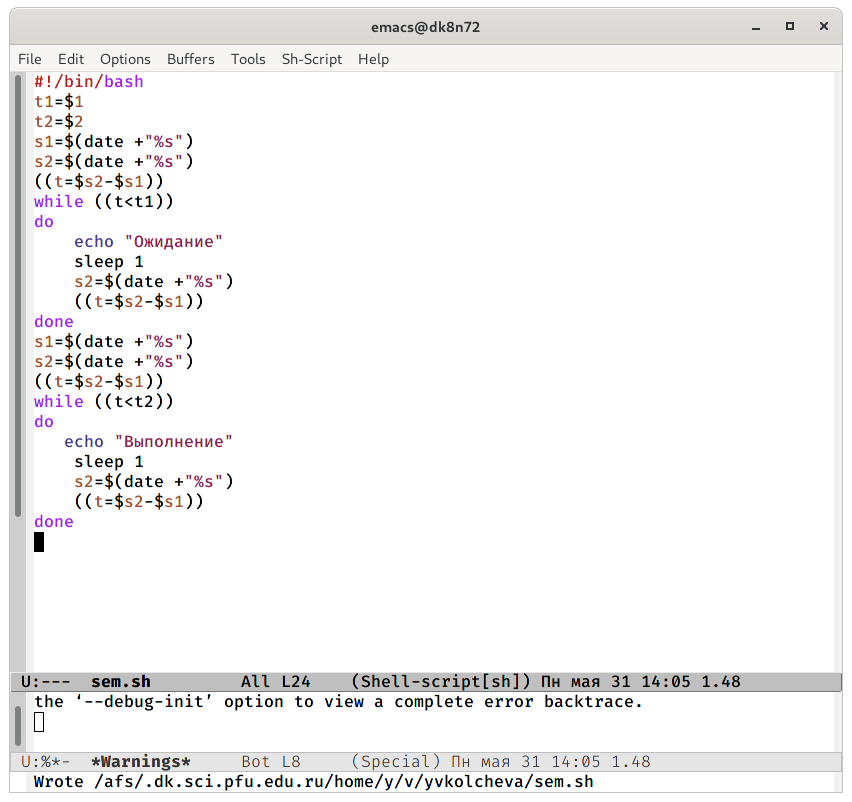 emacs@dk8n72
File Edit Options Buffers Tools Sh-Script Help
#!/bin/bash
t1=$1
t2=$2
s1=$(date +"%s")
s2=$(date +"%s")
((t=$s2-$s1))
while ((t<t1))
do
    echo "Ожидание"
    sleep 1
    s2=$(date +"%s")
    ((t=$s2-$s1))
done
s1=$(date +"%s")
s2=$(date +"%s")
((t=$s2-$s1))
while ((t<t2))
do
   echo "Выполнение"
    sleep 1
    s2=$(date +"%s")
    ((t=$s2-$s1))
done
U:--- sem.sh All L24 (Shell-script[sh]) Пн мая 31 14:05 1.48
the ‘--debug-init’ option to view a complete error backtrace.
U:%*- *Warnings* Bot L8 (Special) Пн мая 31 14:05 1.48
Wrote /afs/.dk.sci.pfu.edu.ru/home/y/v/yvkolcheva/sem.sh